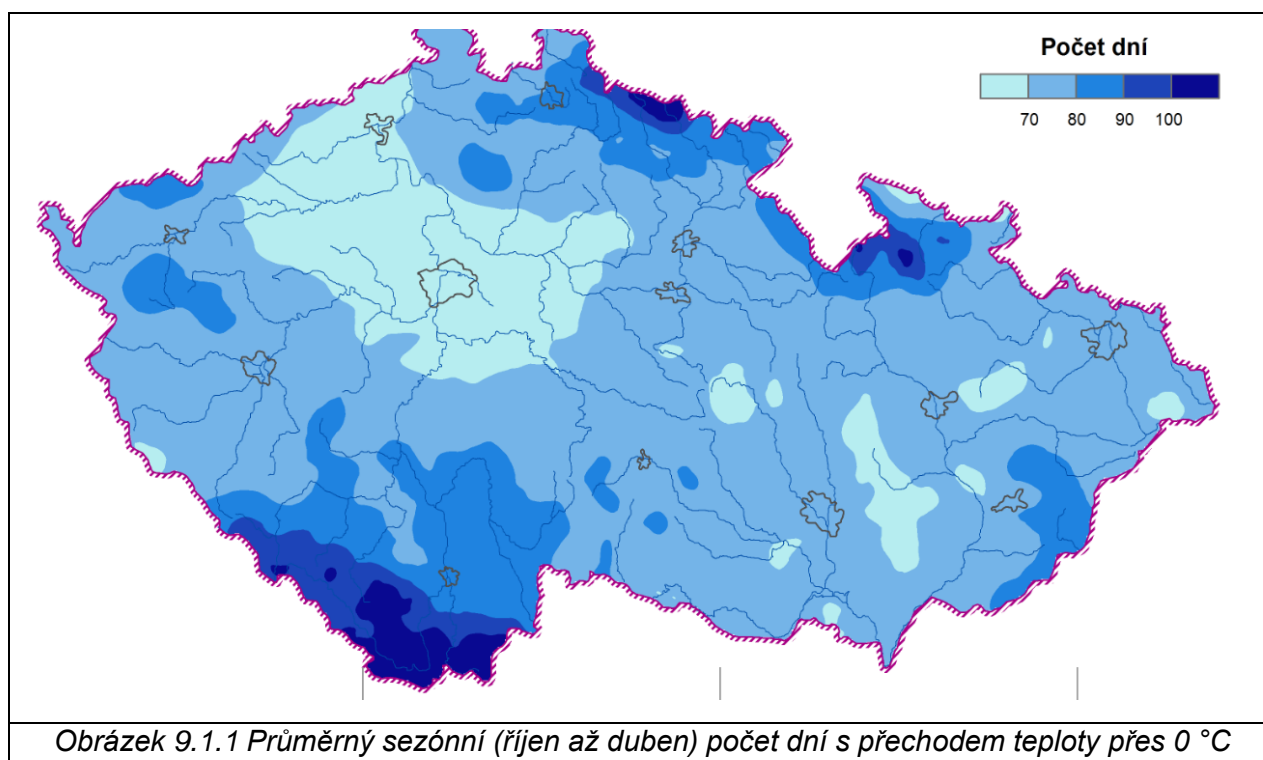 Počet dní
70 80 90 100
Obrázek 9.1.1 Průměrný sezónní (říjen až duben) počet dní s přechodem teploty přes 0 °C